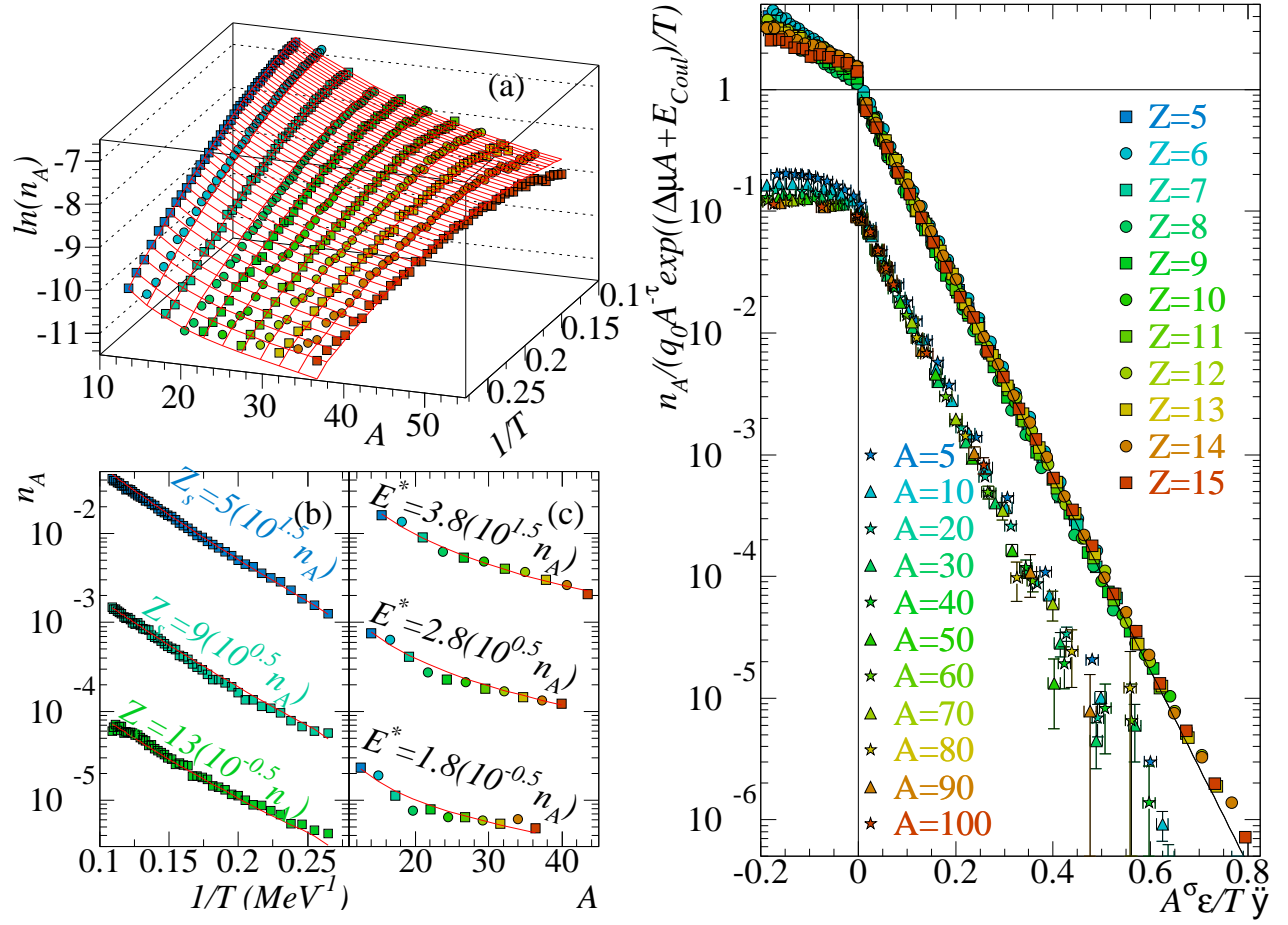 (a)
ln(n_A)
-7
-8
-9
-10
-11
10
20
30
40
50
A
0.1
0.15
0.2
0.25
1/T
n_A
10^-2
10^-3
10^-4
10^-5
Z_s=5(10^1.5 n_A)
Z_s=9(10^0.5 n_A)
Z_s=13(10^-0.5 n_A)
(b)
0.1
0.15
0.2
0.25
1/T (MeV^-1)
E^*=3.8(10^1.5 n_A)
E^*=2.8(10^0.5 n_A)
E^*=1.8(10^-0.5 n_A)
(c)
20
30
40
A
n_A/(q_0A^-τexp((ΔμA+E_Coul)/T)
1
10^-1
10^-2
10^-3
10^-4
10^-5
10^-6
Z=5
Z=6
Z=7
Z=8
Z=9
Z=10
Z=11
Z=12
Z=13
Z=14
Z=15
A=5
A=10
A=20
A=30
A=40
A=50
A=60
A=70
A=80
A=90
A=100
-0.2
0
0.2
0.4
0.6
0.8
A^σε/T ÿ